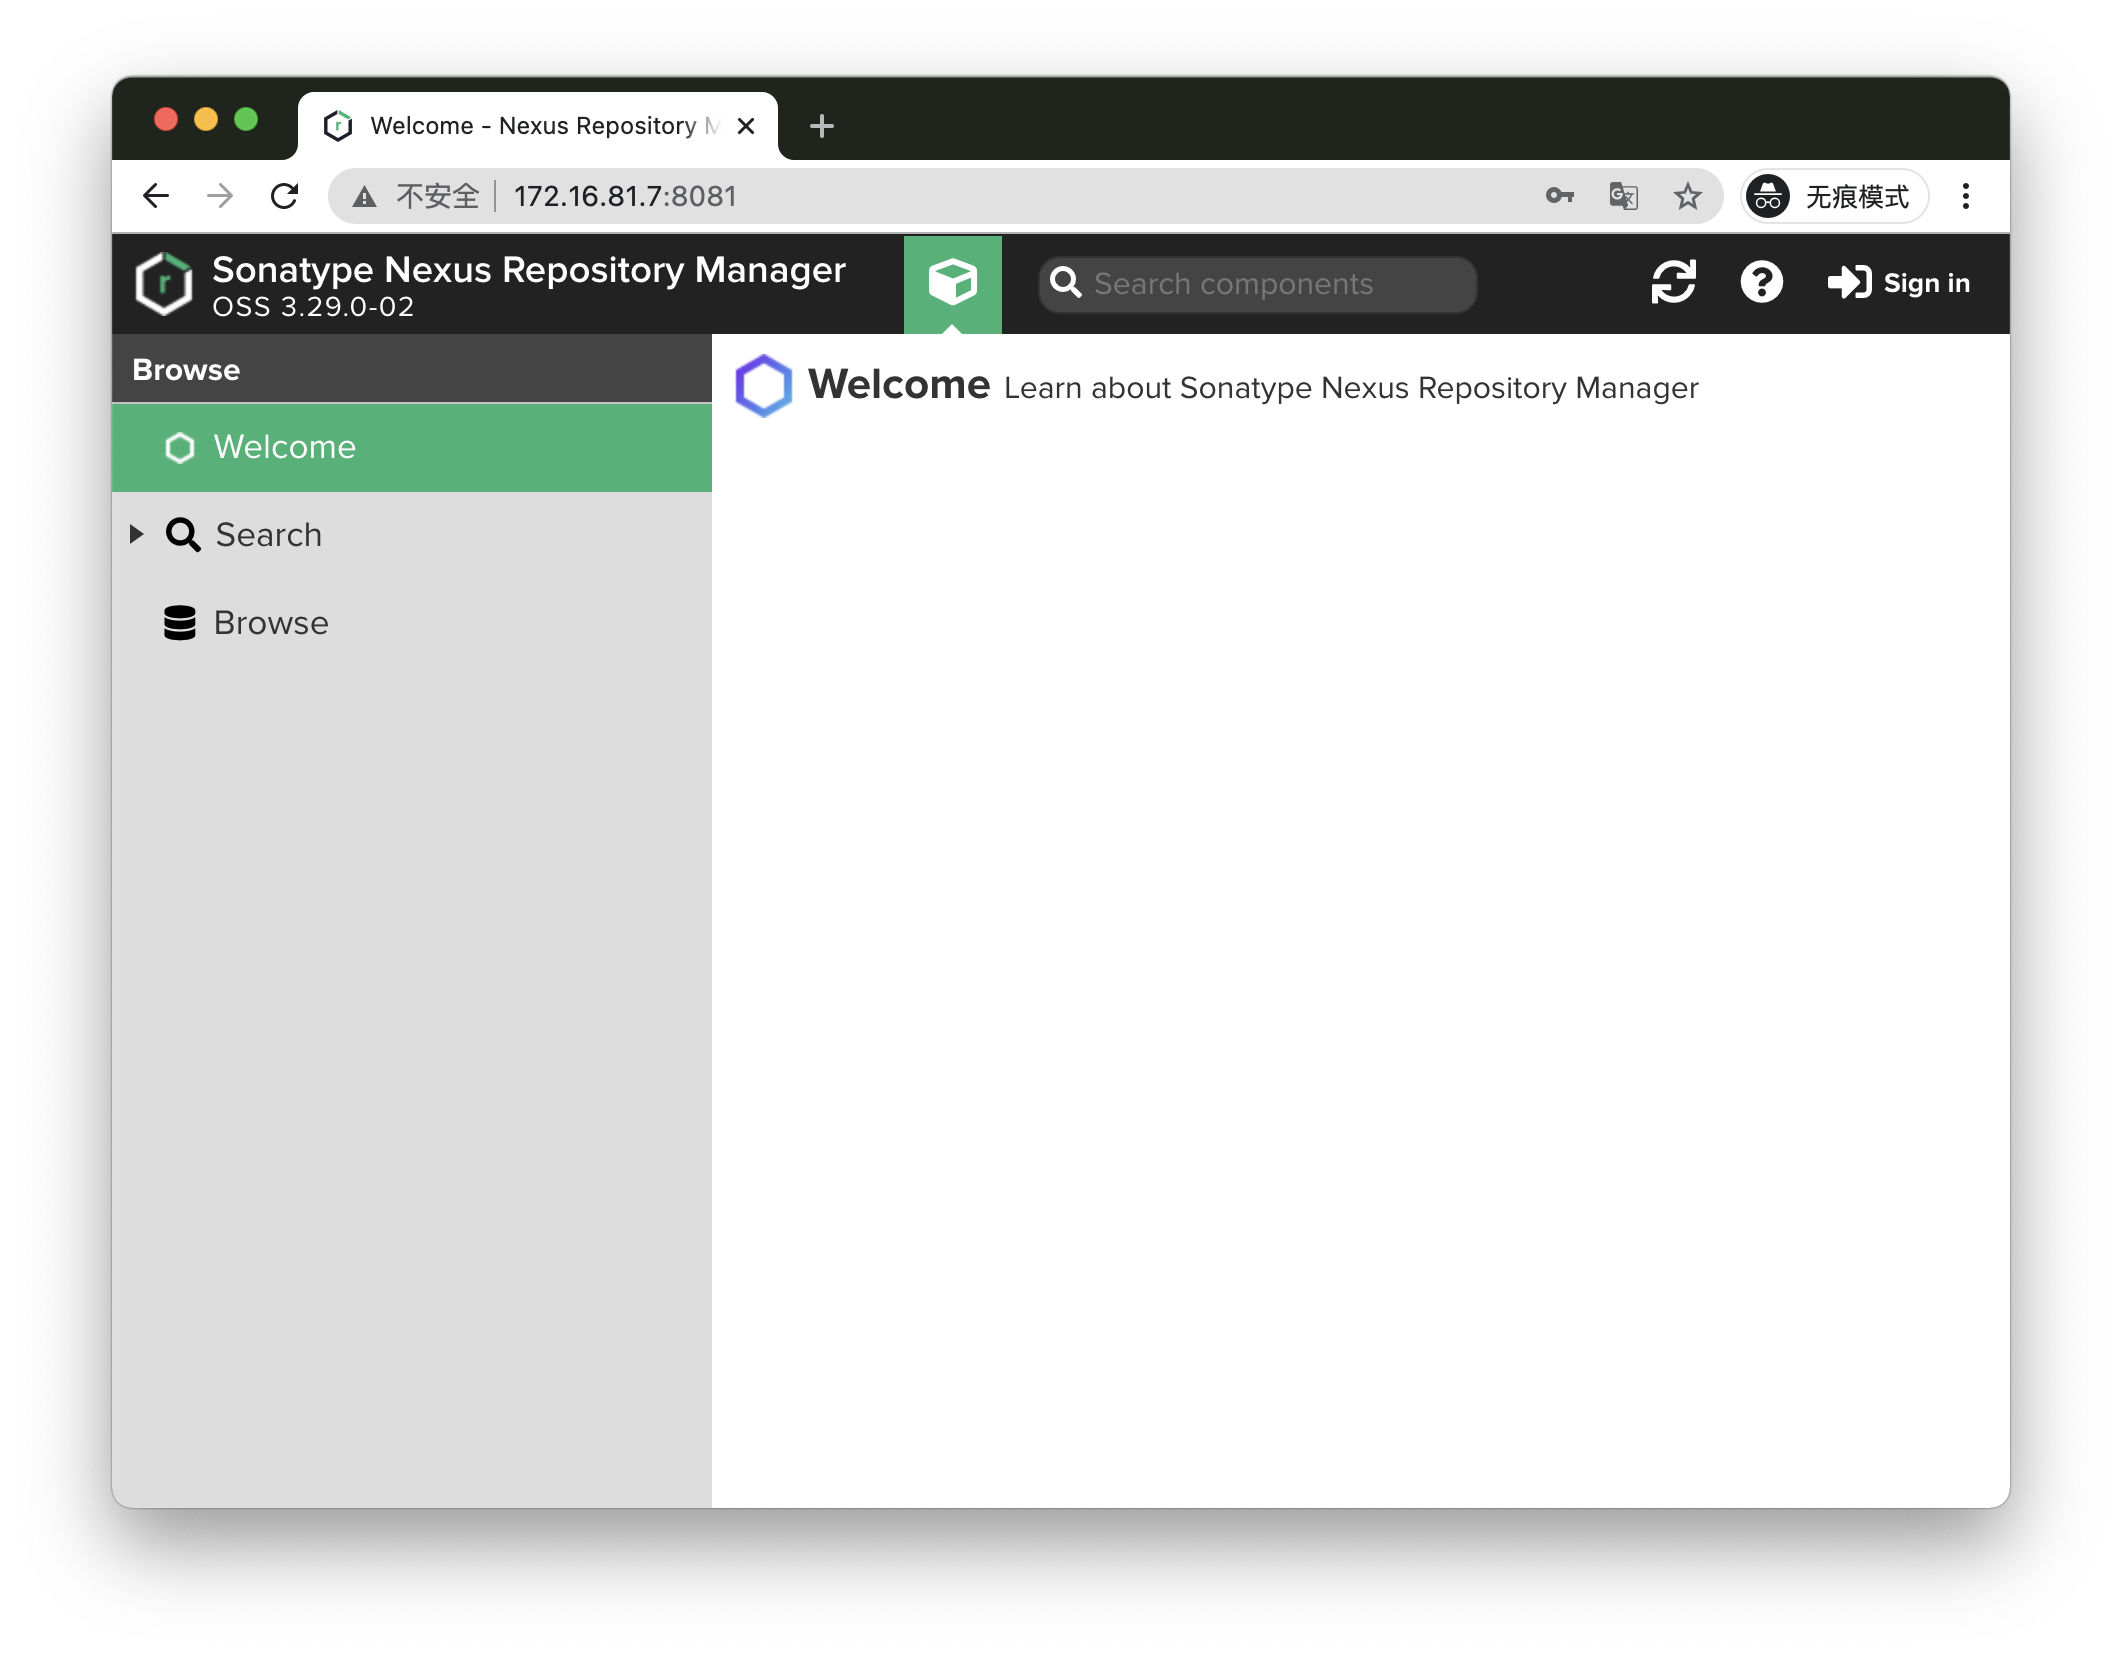 Welcome - Nexus Repository
不安全 172.16.81.7:8081
无痕模式
Sonatype Nexus Repository Manager
OSS 3.29.0-02
Search components
Sign in
Browse
Welcome
Search
Browse
Welcome Learn about Sonatype Nexus Repository Manager